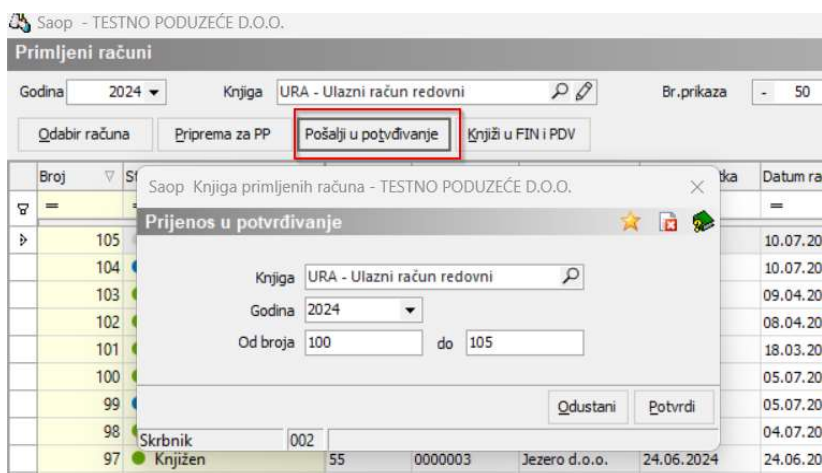 Saop - TESTNO PODUZEĆE D.O.O.
Primljeni računi
Godina 2024 Knjiga URA - Ulazni račun redovni Br.prikaza - 50
Odabir računa Priprema za PP Pošalji u potvđivanje Knjiži u FIN i PDV
Broj St tka Datum ra
= =
Saop Knjiga primljenih računa - TESTNO PODUZEĆE D.O.O.
Prijenos u potvrđivanje
Knjiga URA - Ulazni račun redovni
Godina 2024
Od broja 100 do 105
Odustani Potvrdi
Skrbnik 002
105 10.07.20
104 10.07.20
103 09.04.20
102 08.04.20
101 18.03.20
100 05.07.20
99 05.07.20
98 04.07.20
97 Knjižen 55 0000003 Jezero d.o.o. 24.06.2024 24.06.20